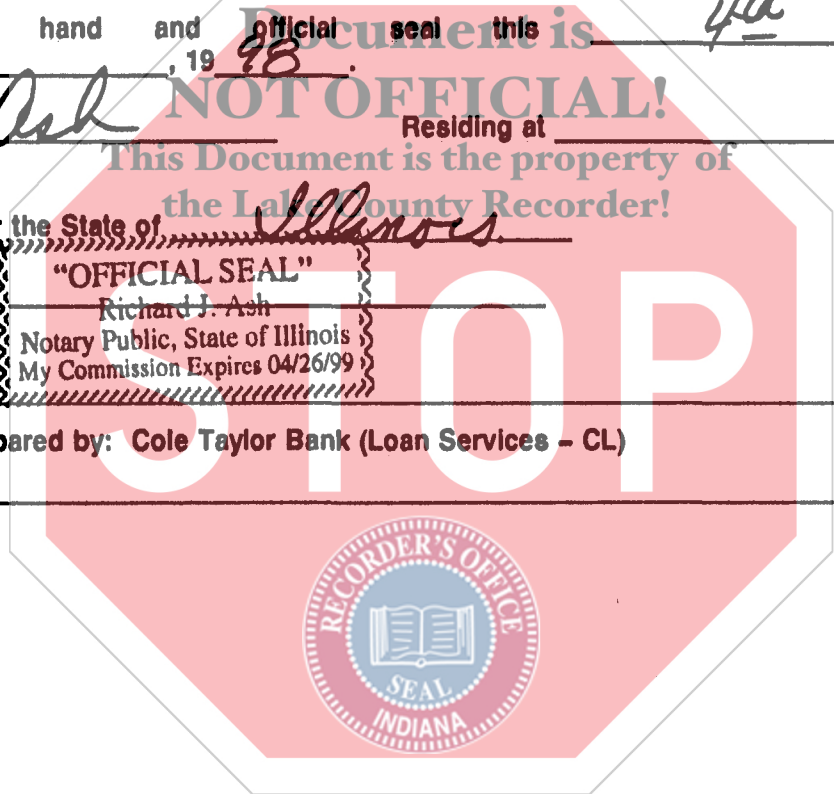 Document is
hand and official seal this 4th
, 19 98.
NOT OFFICIAL!
Ash Residing at
This Document is the property of
the Lake County Recorder!
the State of Illinois
"OFFICIAL SEAL"
Richard J. Ash
Notary Public, State of Illinois
My Commission Expires 04/26/99
STOP
pared by: Cole Taylor Bank (Loan Services – CL)
RECORDER'S OFFICE
SEAL
INDIANA